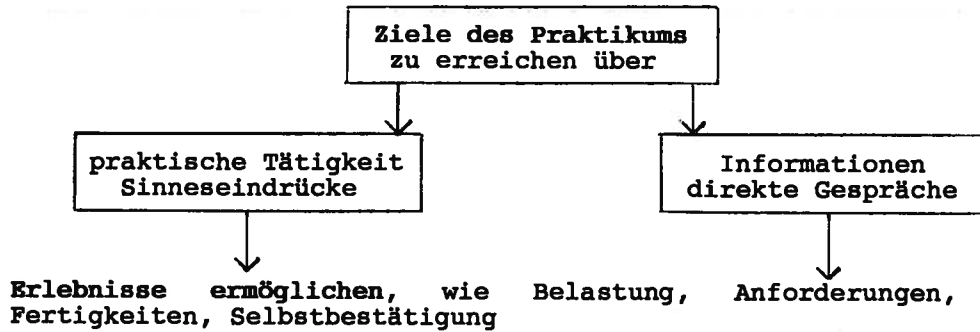 Ziele des Praktikums
zu erreichen über
praktische Tätigkeit
Sinneseindrücke
Informationen
direkte Gespräche
Erlebnisse ermöglichen, wie Belastung, Anforderungen,
Fertigkeiten, Selbstbestätigung